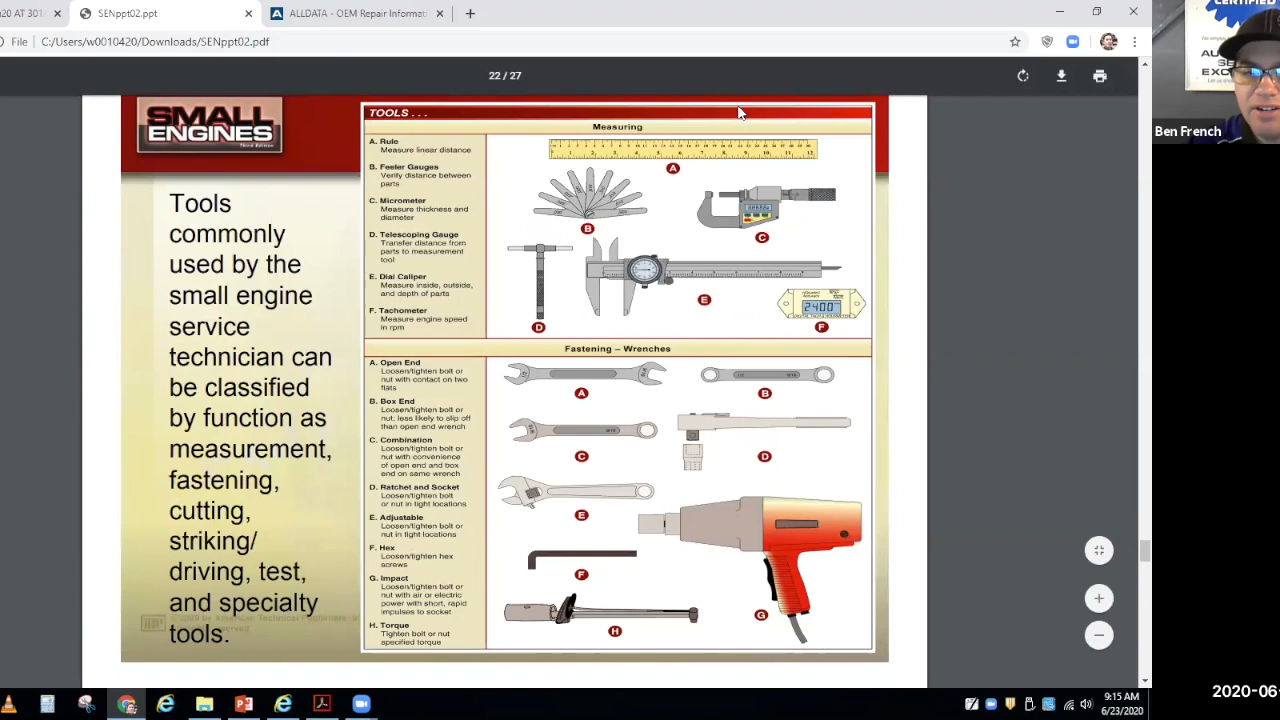 20 AT 301
SENppt02.ppt
ALLDATA - OEM Repair Informat
File
C:/Users/w0010420/Downloads/SENppt02.pdf
22 / 27
CERTIFIED
Ben French
SMALL
ENGINES
Third Edition
Tools
commonly
used by the
small engine
service
technician can
be classified
by function as
measurement,
fastening,
cutting,
striking/
driving, test,
and specialty
tools.
TOOLS . . .
Measuring
A. Rule
Measure linear distance
B. Feeler Gauges
Verify distance between
parts
C. Micrometer
Measure thickness and
diameter
D. Telescoping Gauge
Transfer distance from
parts to measurement
tool
E. Dial Caliper
Measure inside, outside,
and depth of parts
F. Tachometer
Measure engine speed
in rpm
A
B
C
D
E
2400
F
Fastening – Wrenches
A. Open End
Loosen/tighten bolt or
nut with contact on two
flats
B. Box End
Loosen/tighten bolt or
nut; less likely to slip off
than open end wrench
C. Combination
Loosen/tighten bolt or
nut with convenience
of open end and box
end on same wrench
D. Ratchet and Socket
Loosen/tighten bolt
or nut in tight locations
E. Adjustable
Loosen/tighten bolt or
nut in tight locations
F. Hex
Loosen/tighten hex
screws
G. Impact
Loosen/tighten bolt or
nut with air or electric
power with short, rapid
impulses to socket
H. Torque
Tighten bolt or nut
specified torque
A
B
C
D
E
F
G
H
9:15 AM
6/23/2020
2020-06-